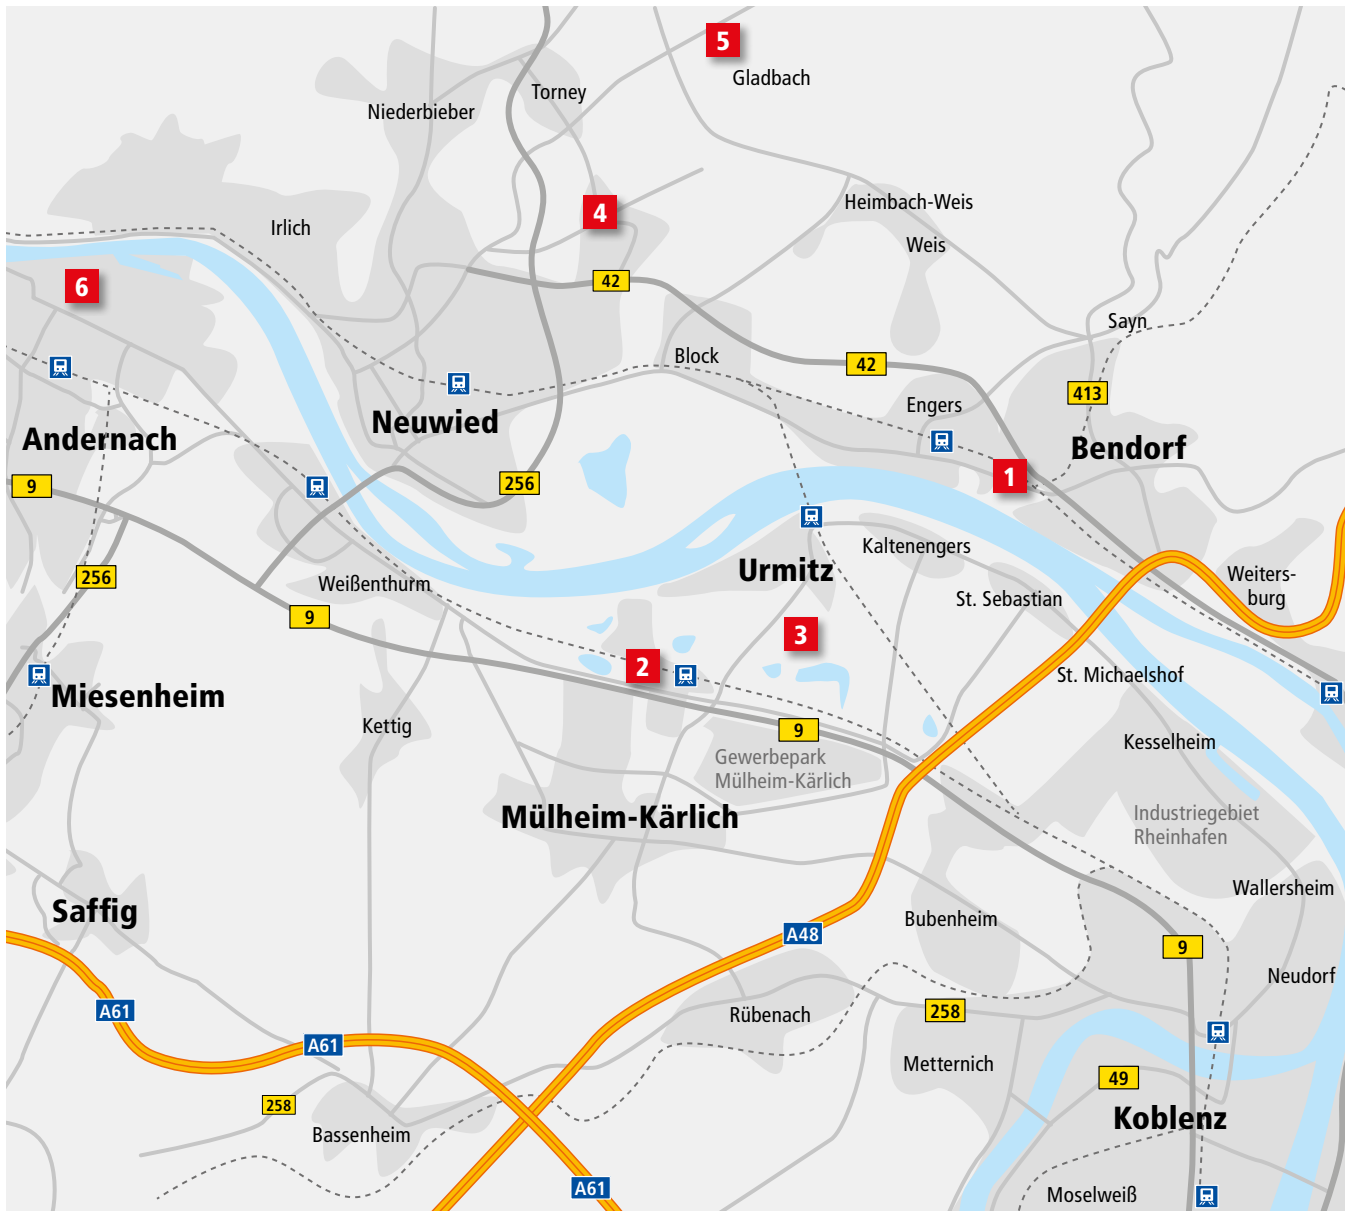 5
Gladbach
Torney
Niederbieber
4
Heimbach-Weis
Irlich
Weis
6
42
Sayn
Block
42
413
Engers
Neuwied
Andernach
Bendorf
1
9
256
Kaltenengers
Urmitz
256
Weißenthurm
Weiters-
burg
St. Sebastian
9
3
2
St. Michaelshof
Miesenheim
Kettig
9
Kesselheim
Gewerbepark
Mülheim-Kärlich
Mülheim-Kärlich
Industriegebiet
Rheinhafen
Wallersheim
Saffig
Bubenheim
A48
9
Neudorf
A61
Rübenach
258
A61
Metternich
49
258
Koblenz
Bassenheim
A61
Moselweiß